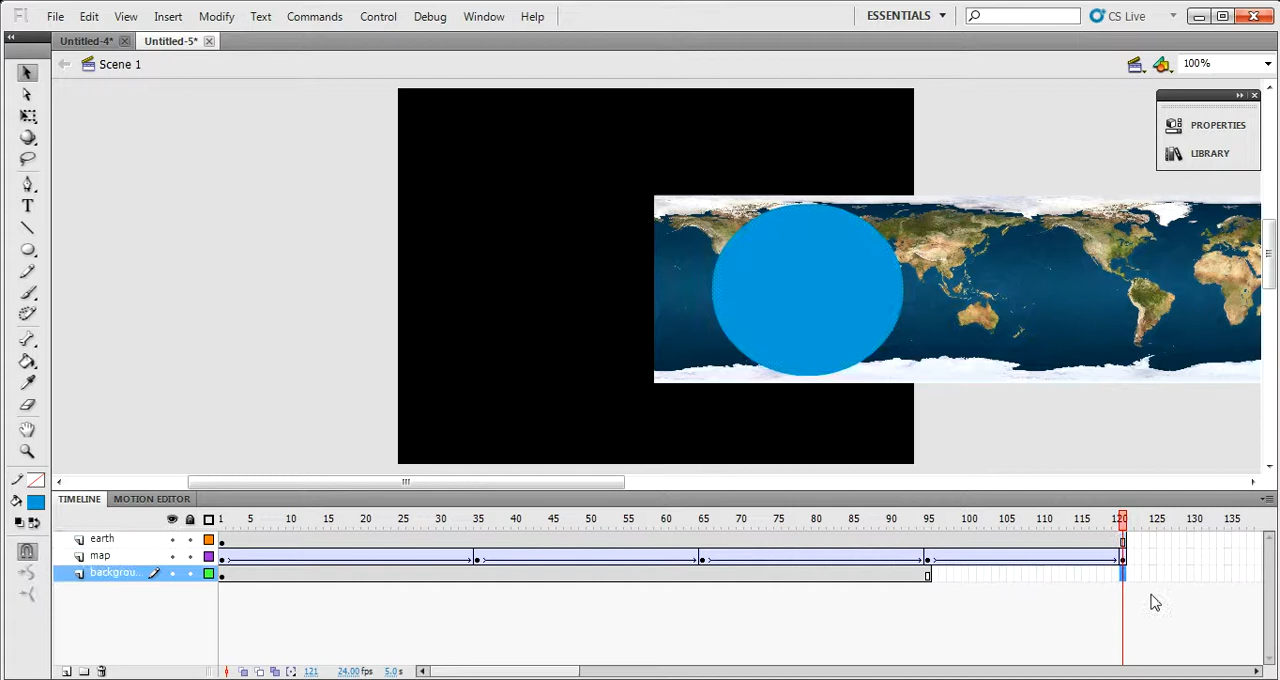 Fl File Edit View Insert Modify Text Commands Control Debug Window Help ESSENTIALS CS Live
Untitled-4* Untitled-5*
Scene 1 100%
PROPERTIES
LIBRARY
T
TIMELINE MOTION EDITOR
1 5 10 15 20 25 30 35 40 45 50 55 60 65 70 75 80 85 90 95 100 105 110 115 120 125 130 135
earth
map
backgrou...
121 24.00 fps 5.0 s